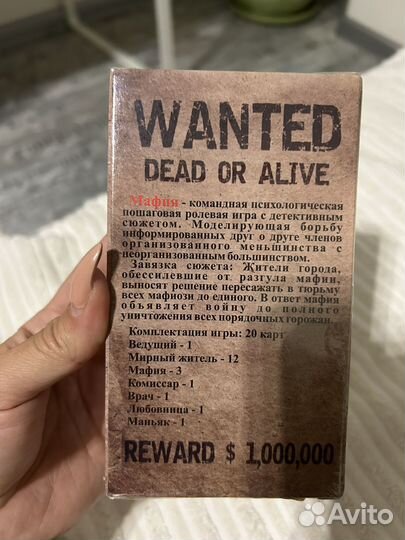 WANTED
DEAD OR ALIVE
Мафия - командная психологическая
пошаговая ролевая игра с детективным
сюжетом. Моделирующая борьбу
информированных друг о друге членов
организованного меньшинства с
неорганизованным большинством.
Завязка сюжета: Жители города,
обессилевшие от разгула мафии,
выносят решение пересажать в тюрьму
всех мафиози до единого. В ответ мафия
объявляет войну до полного
уничтожения всех порядочных горожан.
Комплектация игры: 20 карт
Ведущий - 1
Мирный житель - 12
Мафия - 3
Комиссар - 1
Врач - 1
Любовница - 1
Маньяк - 1
REWARD $ 1,000,000
Avito